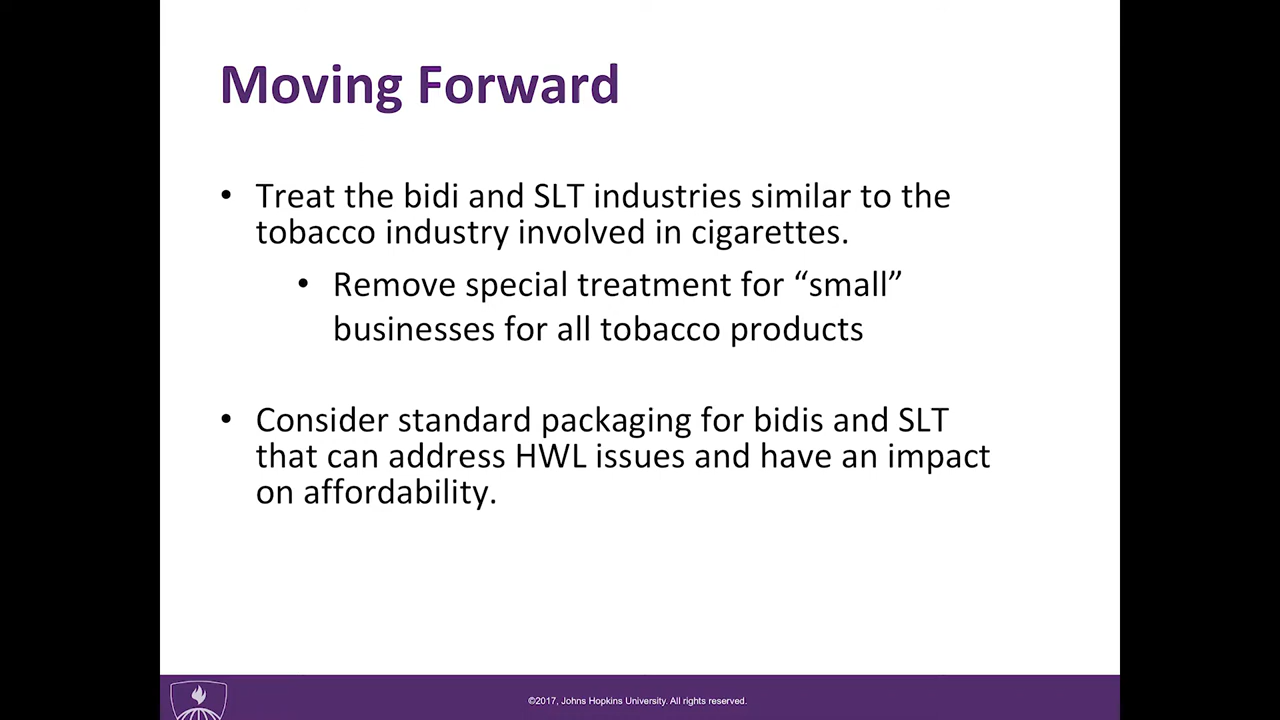 Moving Forward
• Treat the bidi and SLT industries similar to the
tobacco industry involved in cigarettes.
• Remove special treatment for “small”
businesses for all tobacco products
• Consider standard packaging for bidis and SLT
that can address HWL issues and have an impact
on affordability.
©2017, Johns Hopkins University. All rights reserved.